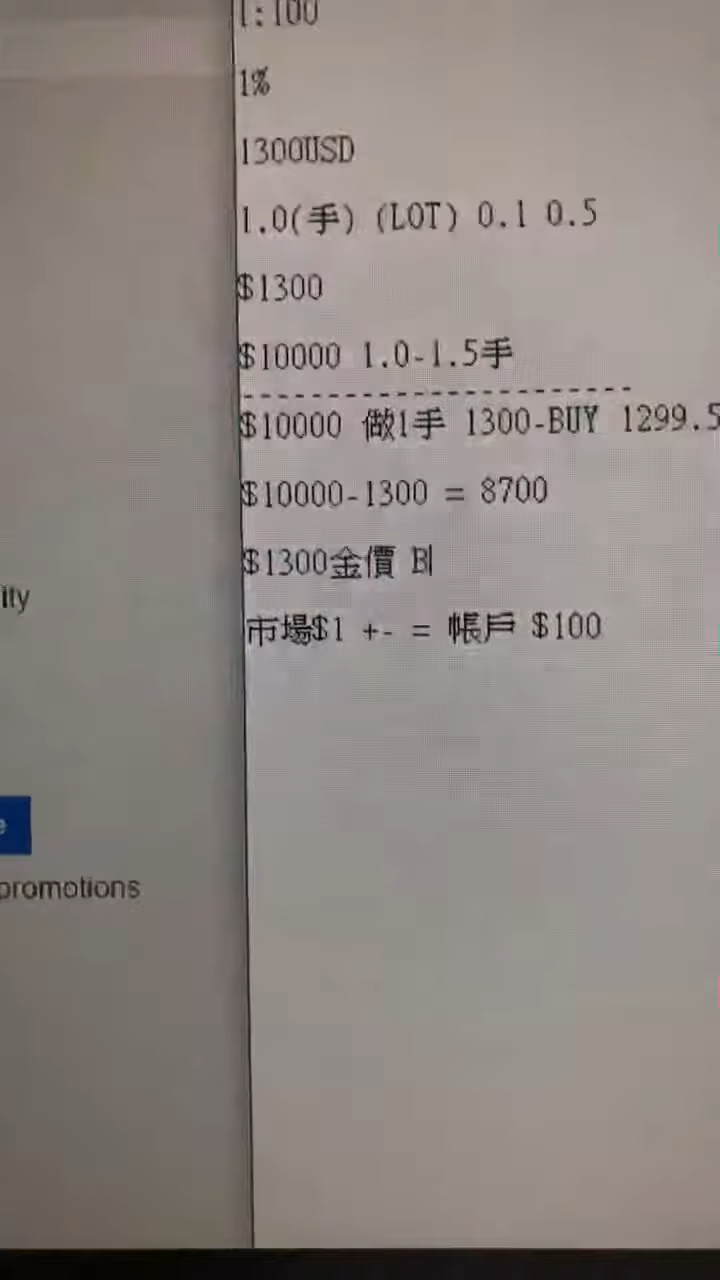 1:100
1%
1300USD
1.0(手) (LOT) 0.1 0.5
$1300
$10000 1.0-1.5手
--------------------------
$10000 做1手 1300-BUY 1299.5
$10000-1300 = 8700
$1300金價 B
市場$1 +- = 帳戶 $100
ity
e
promotions